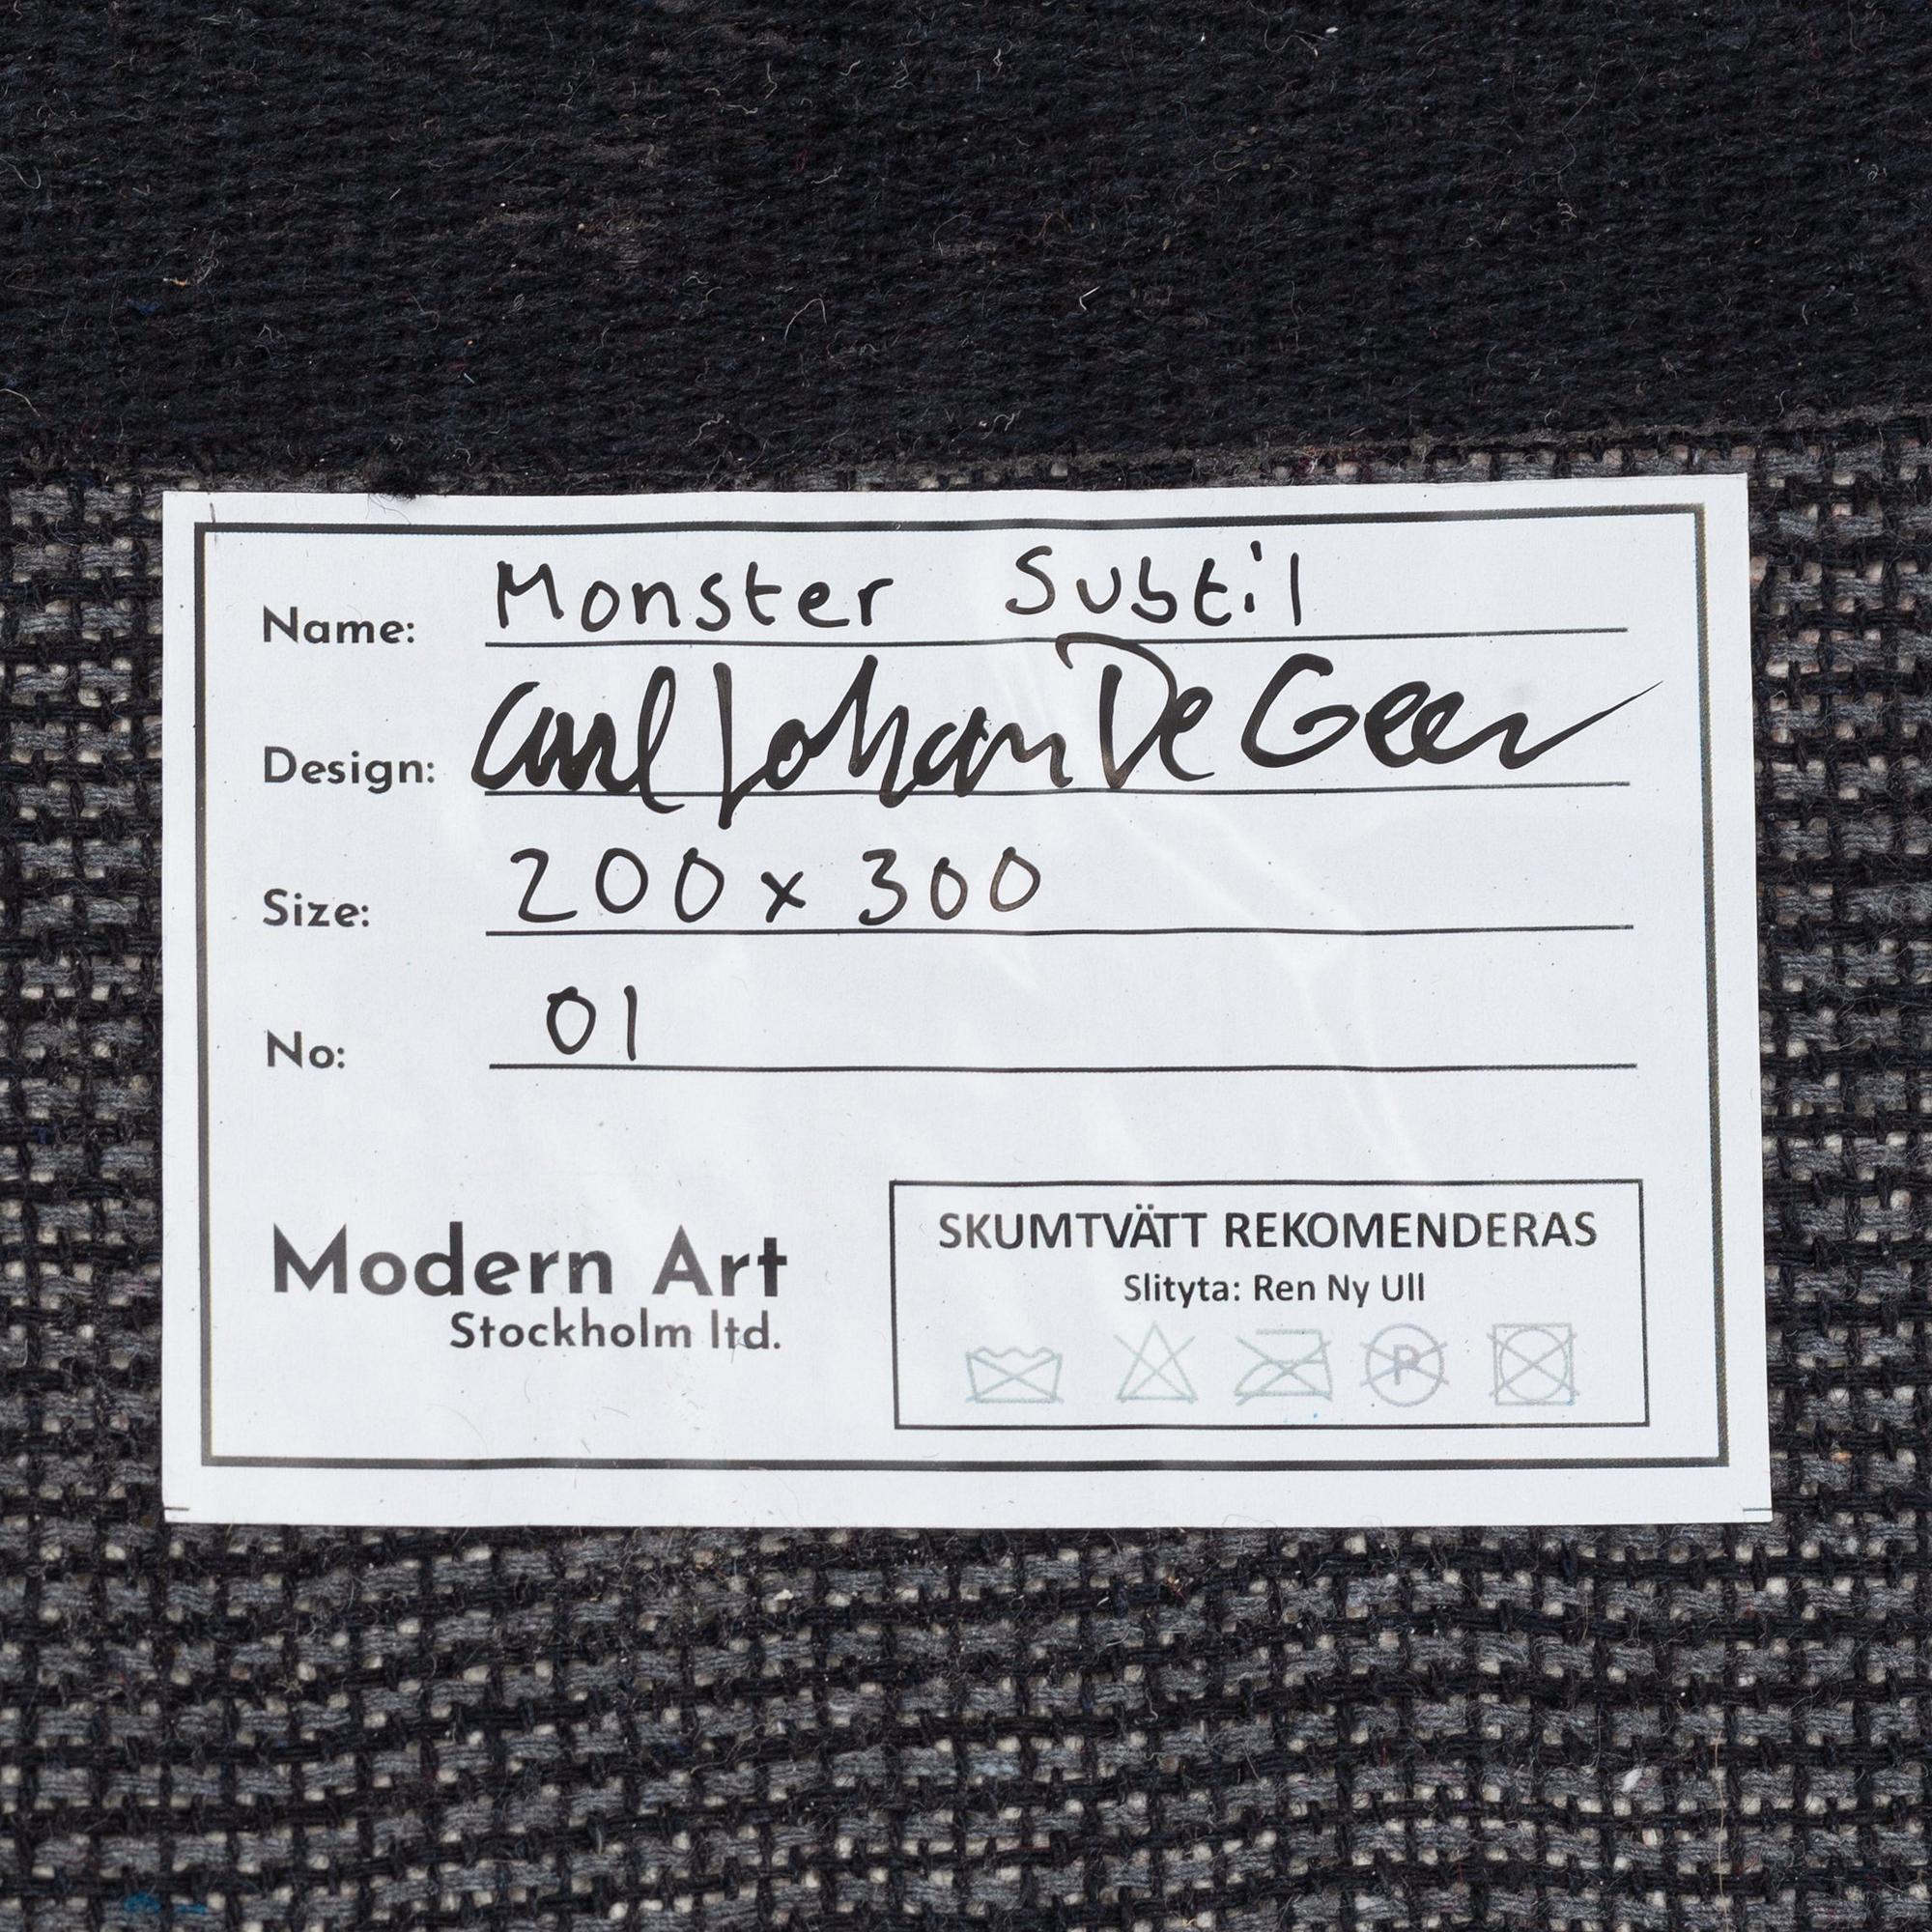 Name: Monster Subtil
Design: Carl Johan De Geer
Size: 200 x 300
No: 01
Modern Art
Stockholm ltd.
SKUMTVÄTT REKOMENDERAS
Slityta: Ren Ny Ull
P